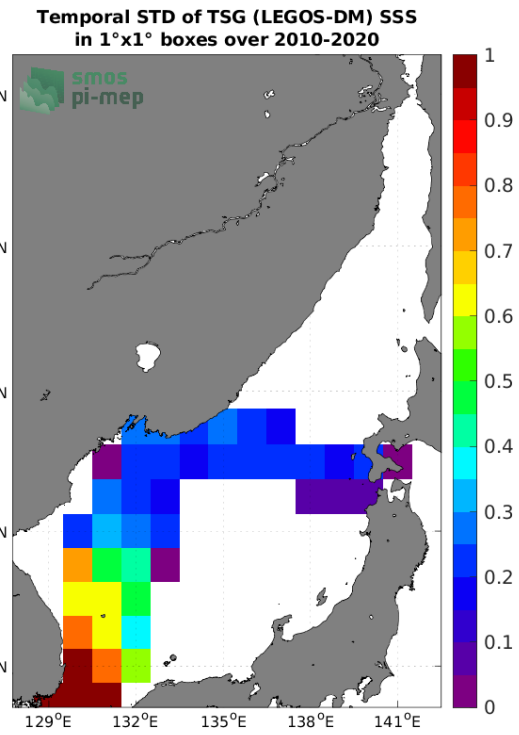 Temporal STD of TSG (LEGOS-DM) SSS
in 1°x1° boxes over 2010-2020
smos
pi-mep
N
N
N
N
N
1
0.9
0.8
0.7
0.6
0.5
0.4
0.3
0.2
0.1
0
129°E
132°E
135°E
138°E
141°E